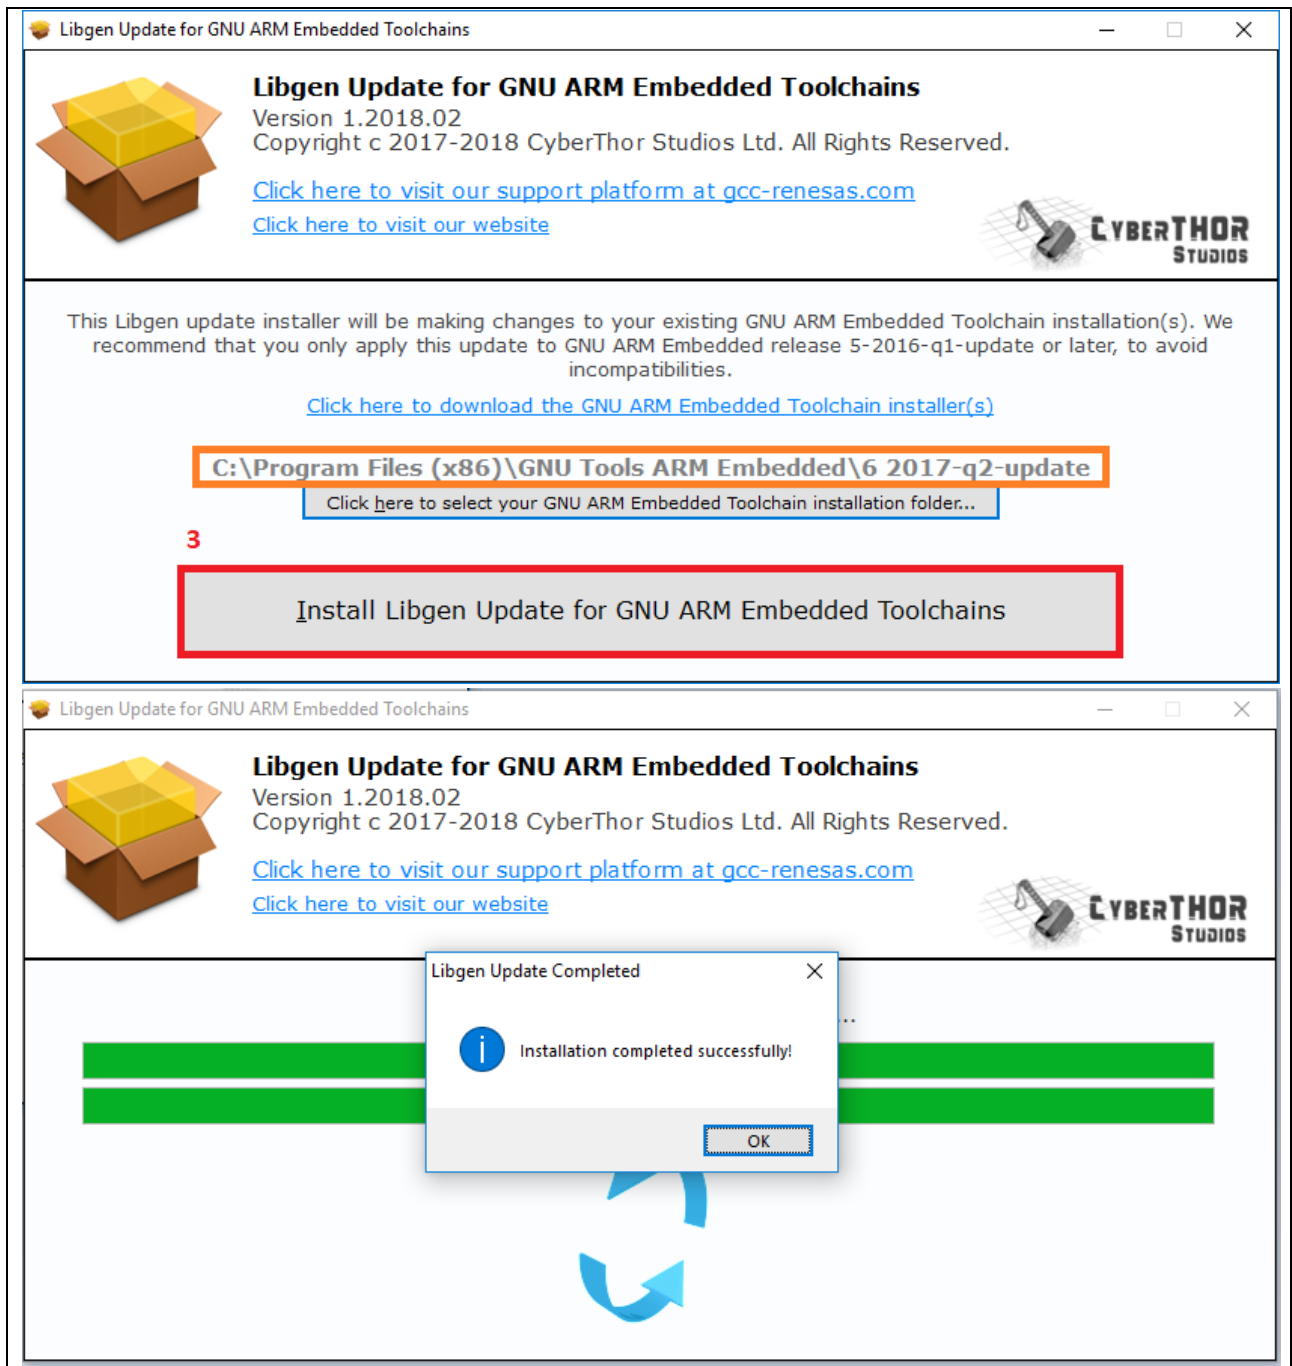 Libgen Update for GNU ARM Embedded Toolchains
Libgen Update for GNU ARM Embedded Toolchains
Version 1.2018.02
Copyright c 2017-2018 CyberThor Studios Ltd. All Rights Reserved.
Click here to visit our support platform at gcc-renesas.com
Click here to visit our website
CYBERTHOR
STUDIOS
This Libgen update installer will be making changes to your existing GNU ARM Embedded Toolchain installation(s). We
recommend that you only apply this update to GNU ARM Embedded release 5-2016-q1-update or later, to avoid
incompatibilities.
Click here to download the GNU ARM Embedded Toolchain installer(s)
C:\Program Files (x86)\GNU Tools ARM Embedded\6 2017-q2-update
Click here to select your GNU ARM Embedded Toolchain installation folder...
3
Install Libgen Update for GNU ARM Embedded Toolchains
Libgen Update for GNU ARM Embedded Toolchains
Libgen Update for GNU ARM Embedded Toolchains
Version 1.2018.02
Copyright c 2017-2018 CyberThor Studios Ltd. All Rights Reserved.
Click here to visit our support platform at gcc-renesas.com
Click here to visit our website
CYBERTHOR
STUDIOS
Libgen Update Completed
...
Installation completed successfully!
OK